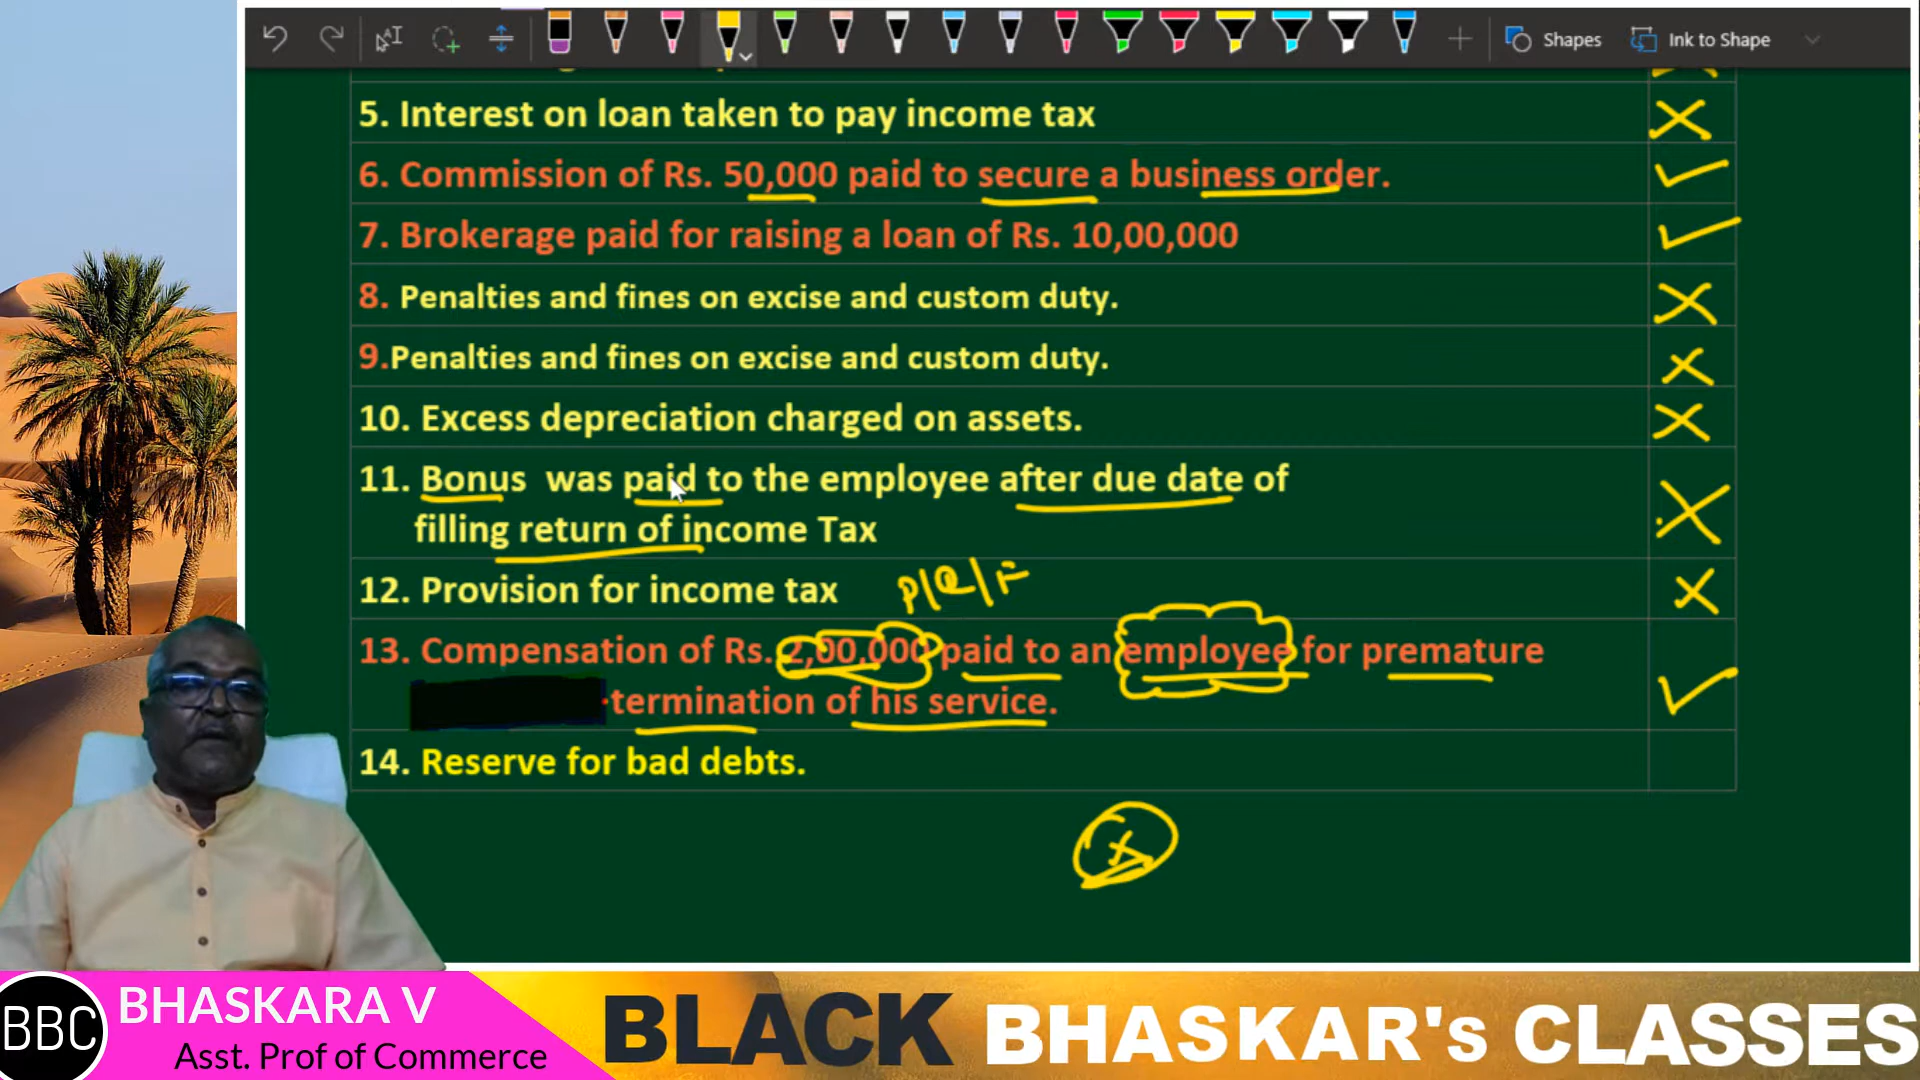 Shapes
Ink to Shape
5. Interest on loan taken to pay income tax
6. Commission of Rs. 50,000 paid to secure a business order.
7. Brokerage paid for raising a loan of Rs. 10,00,000
8. Penalties and fines on excise and custom duty.
9.Penalties and fines on excise and custom duty.
10. Excess depreciation charged on assets.
11. Bonus was paid to the employee after due date of
filling return of income Tax
12. Provision for income tax P/Q/F
13. Compensation of Rs. 2,00,000 paid to an employee for premature
termination of his service.
14. Reserve for bad debts.
BBC
BHASKARA V
Asst. Prof of Commerce
BLACK BHASKAR's CLASSES